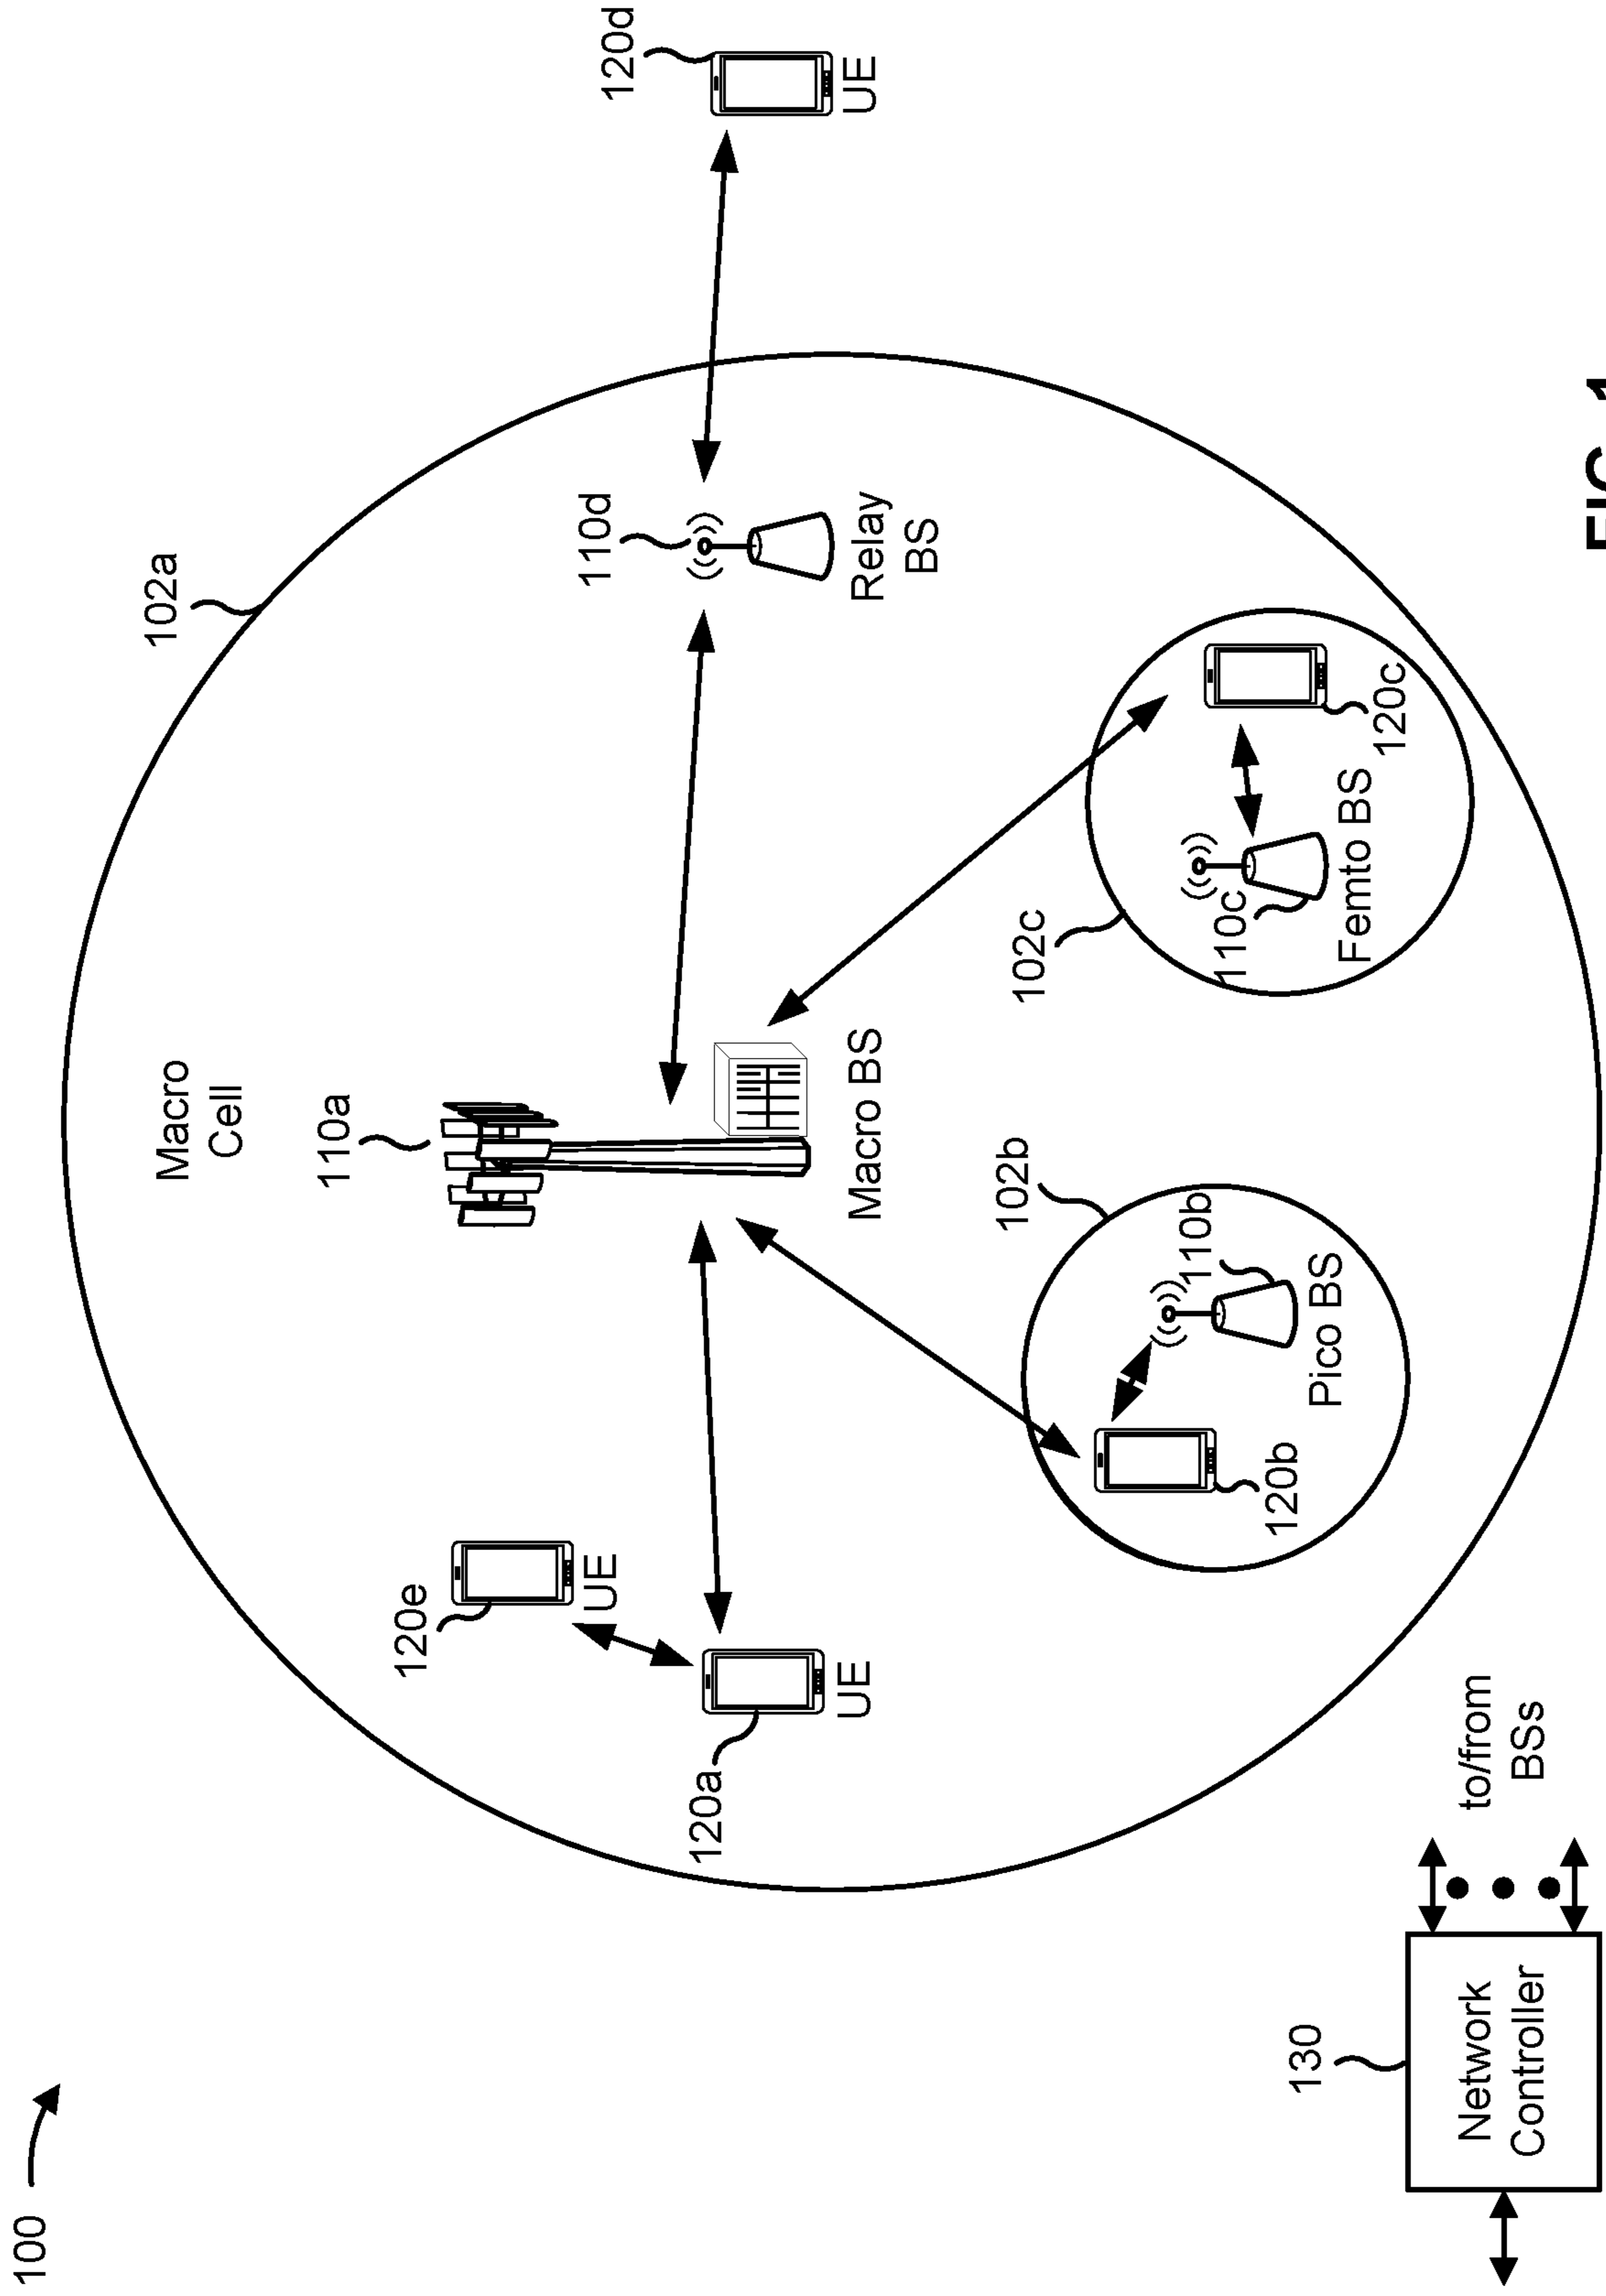 100
102a
Macro
Cell
110a
120e
UE
110d
120d
120a
UE
Macro BS
Relay
BS
UE
102b
102c
110b
110c
120b
Pico BS
Femto BS
120c
130
Network
Controller
to/from
BSs
FIG. 1